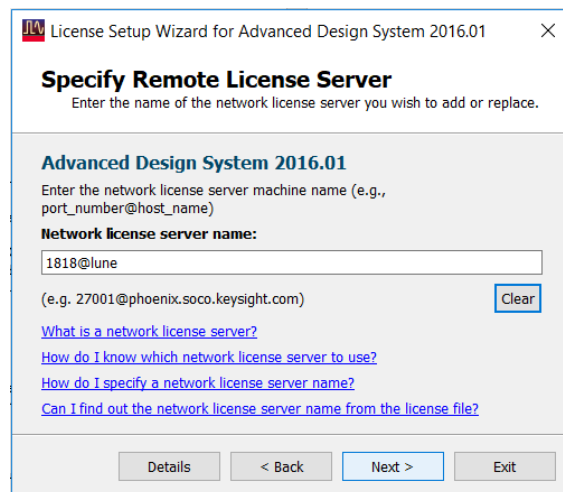 License Setup Wizard for Advanced Design System 2016.01
Specify Remote License Server
Enter the name of the network license server you wish to add or replace.
Advanced Design System 2016.01
Enter the network license server machine name (e.g.,
port_number@host_name)
Network license server name:
1818@lune
(e.g. 27001@phoenix.soco.keysight.com)
Clear
What is a network license server?
How do I know which network license server to use?
How do I specify a network license server name?
Can I find out the network license server name from the license file?
Details < Back Next > Exit